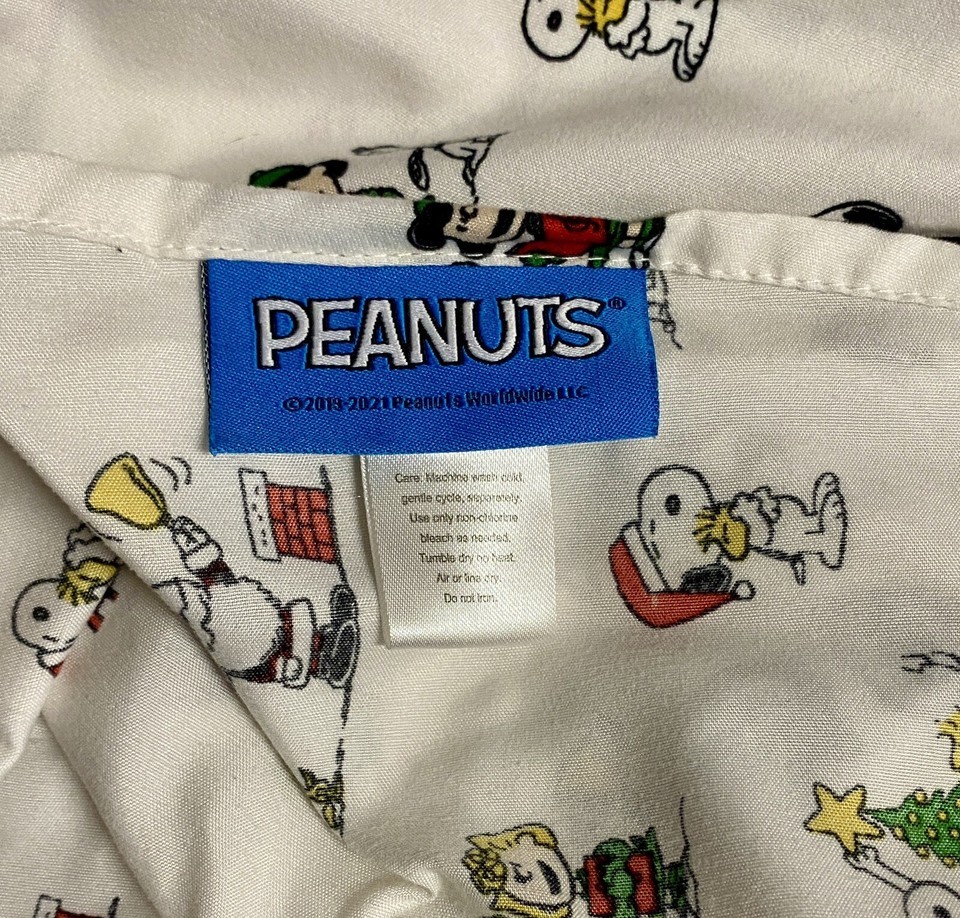 PEANUTS®
©2019-2021 Peanuts Worldwide LLC
Care: Machine wash cold,
gentle cycle, separately.
Use only non-chlorine
bleach as needed.
Tumble dry no heat.
Air or line dry.
Do not iron.